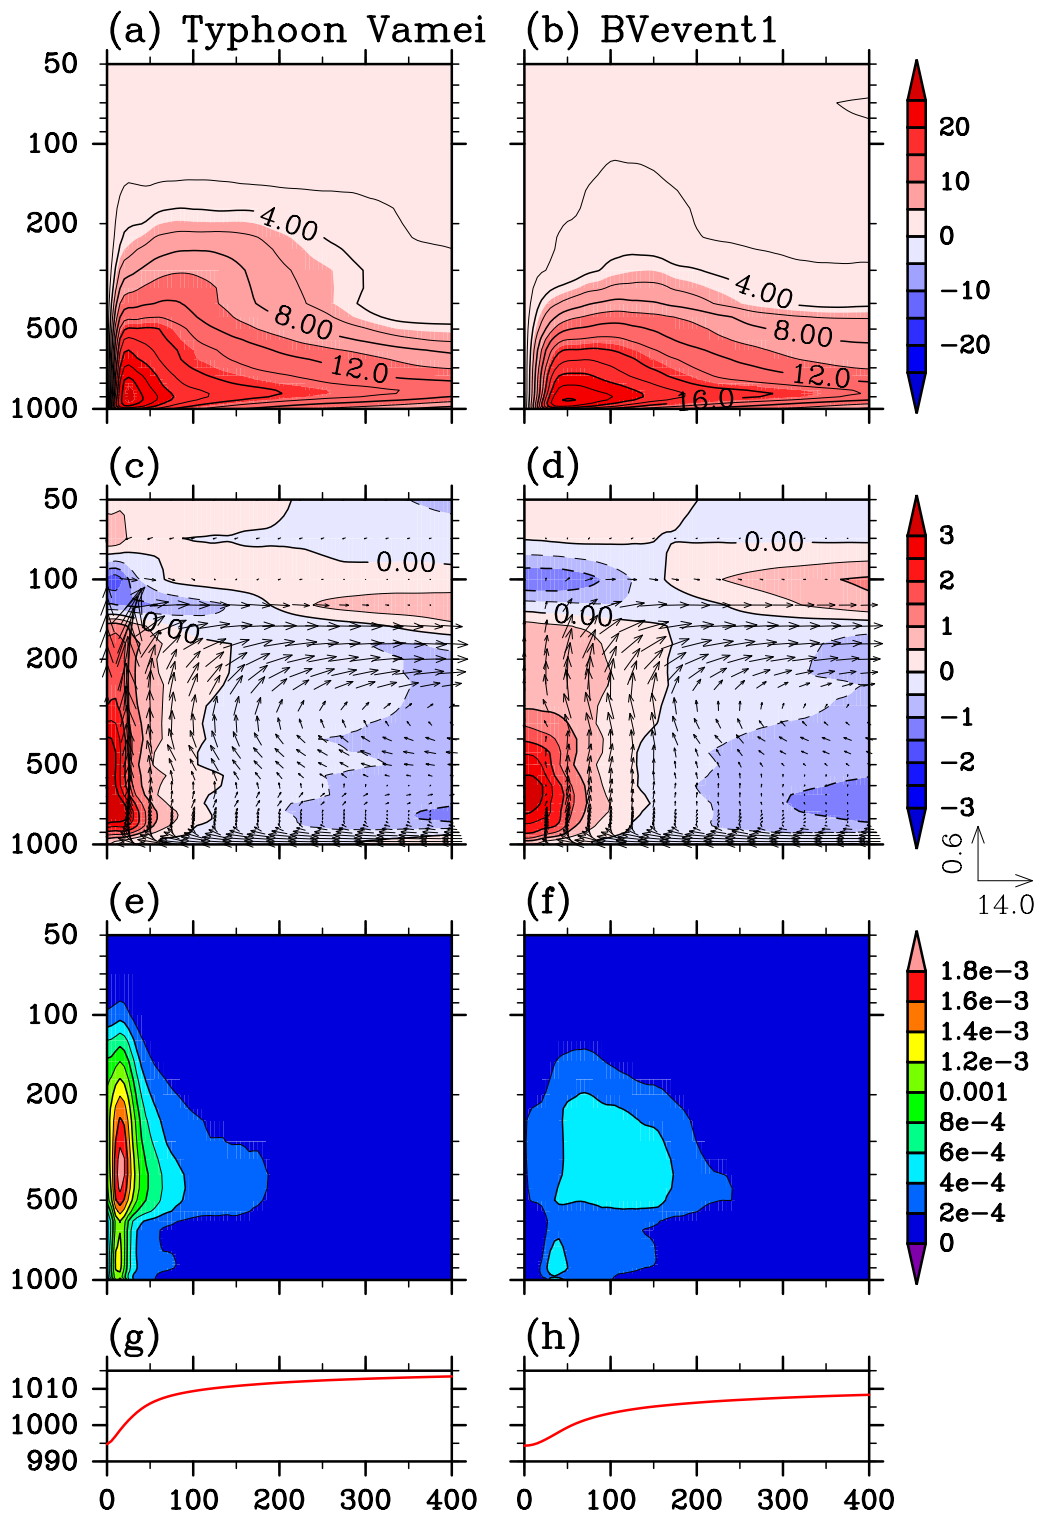 (a) Typhoon Vamei
(b) BVevent1
50
100
200
500
1000
4.00
8.00
12.0
4.00
8.00
12.0
16.0
20
10
0
−10
−20
(c)
(d)
50
100
200
500
1000
0.00
0.00
0.00
0.00
3
2
1
0
−1
−2
−3
0.6
14.0
(e)
(f)
50
100
200
500
1000
1.8e−3
1.6e−3
1.4e−3
1.2e−3
0.001
8e−4
6e−4
4e−4
2e−4
0
(g)
(h)
1010
1000
990
0 100 200 300 400
0 100 200 300 400